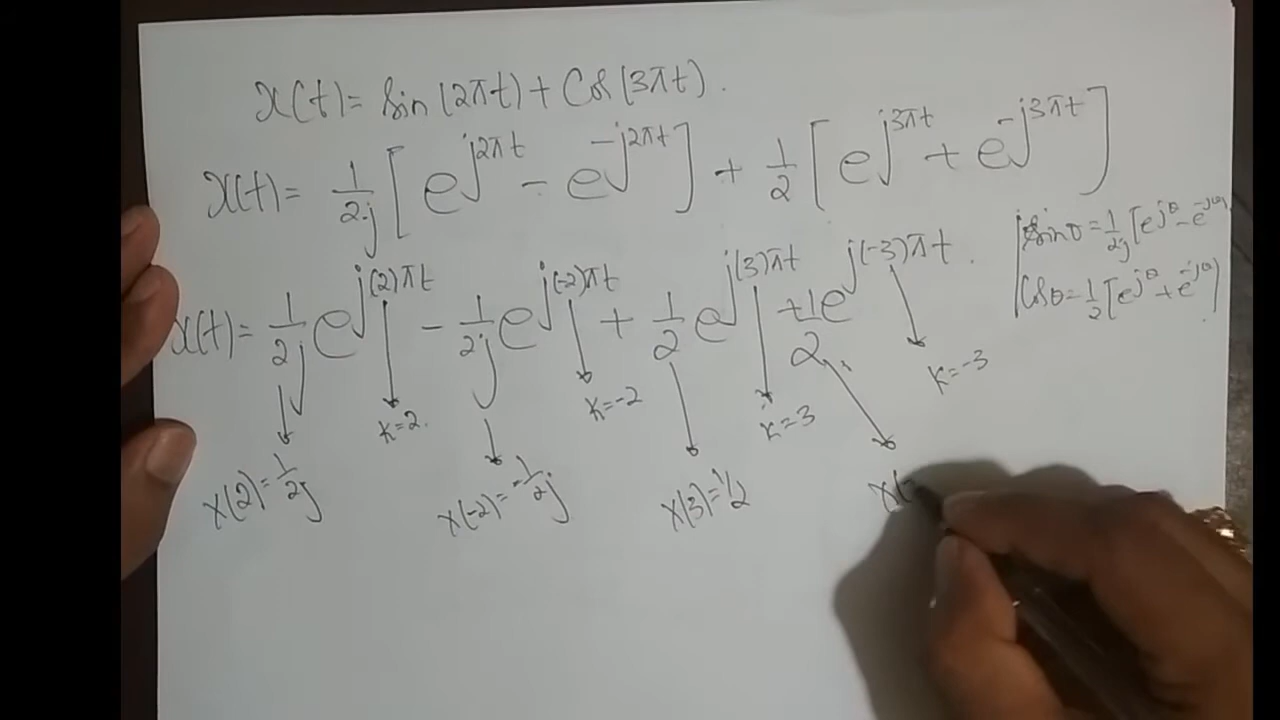 x(t) = sin(2πt) + Cos(3πt).
x(t) = 1/2j [e^j2πt - e^-j2πt] + 1/2 [e^j3πt + e^-j3πt]
sinθ = 1/2j [e^jθ - e^-jθ]
Cosθ = 1/2 [e^jθ + e^-jθ]
x(t) = 1/2j e^j(2)πt - 1/2j e^j(-2)πt + 1/2 e^j(3)πt + 1/2 e^j(-3)πt.
K=2. K=-2 K=3 K=-3
X(2) = 1/2j X(-2) = -1/2j X(3) = 1/2 X(